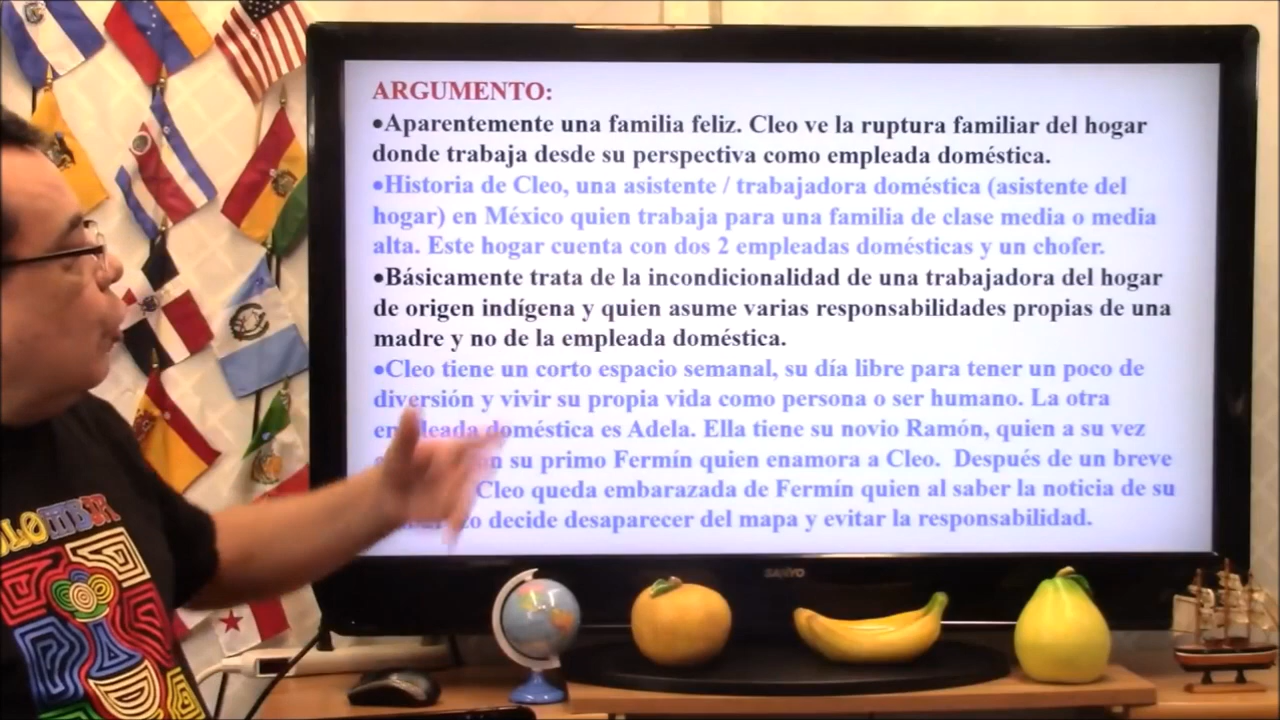 ARGUMENTO:
•Aparentemente una familia feliz. Cleo ve la ruptura familiar del hogar
donde trabaja desde su perspectiva como empleada doméstica.
•Historia de Cleo, una asistente / trabajadora doméstica (asistente del
hogar) en México quien trabaja para una familia de clase media o media
alta. Este hogar cuenta con dos 2 empleadas domésticas y un chofer.
•Básicamente trata de la incondicionalidad de una trabajadora del hogar
de origen indígena y quien asume varias responsabilidades propias de una
madre y no de la empleada doméstica.
•Cleo tiene un corto espacio semanal, su día libre para tener un poco de
diversión y vivir su propia vida como persona o ser humano. La otra
empleada doméstica es Adela. Ella tiene su novio Ramón, quien a su vez
su primo Fermín quien enamora a Cleo. Después de un breve
Cleo queda embarazada de Fermín quien al saber la noticia de su
decide desaparecer del mapa y evitar la responsabilidad.
SANYO